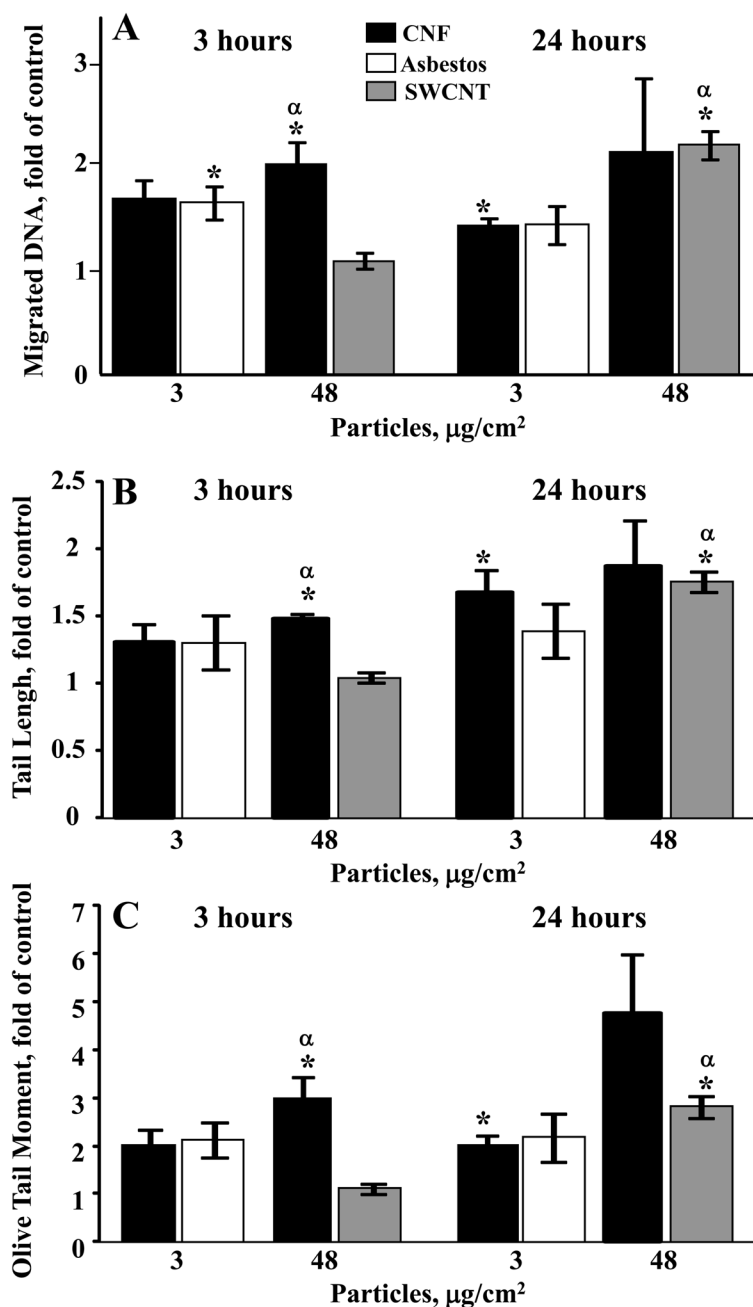 A
3 hours
24 hours
CNF
Asbestos
SWCNT
Migrated DNA, fold of control
3
2
1
0
*
α
*
*
α
*
3
48
3
48
Particles, μg/cm²
B
3 hours
24 hours
Tail Lengh, fold of control
2.5
2
1.5
1
0.5
0
α
*
*
α
*
3
48
3
48
Particles, μg/cm²
C
3 hours
24 hours
Olive Tail Moment, fold of control
7
6
5
4
3
2
1
0
α
*
*
α
*
3
48
3
48
Particles, μg/cm²